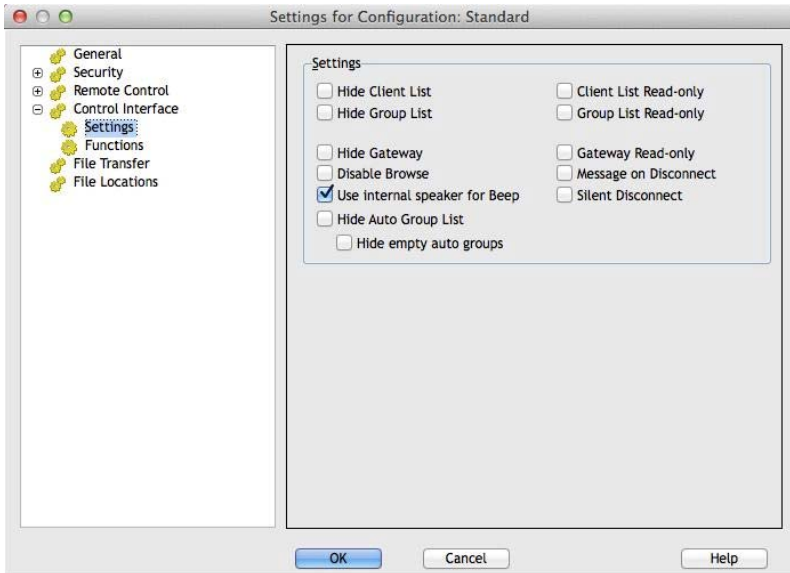 Settings for Configuration: Standard
General
Security
Remote Control
Control Interface
Settings
Functions
File Transfer
File Locations
Settings
Hide Client List
Client List Read-only
Hide Group List
Group List Read-only
Hide Gateway
Gateway Read-only
Disable Browse
Message on Disconnect
Use internal speaker for Beep
Silent Disconnect
Hide Auto Group List
Hide empty auto groups
OK
Cancel
Help